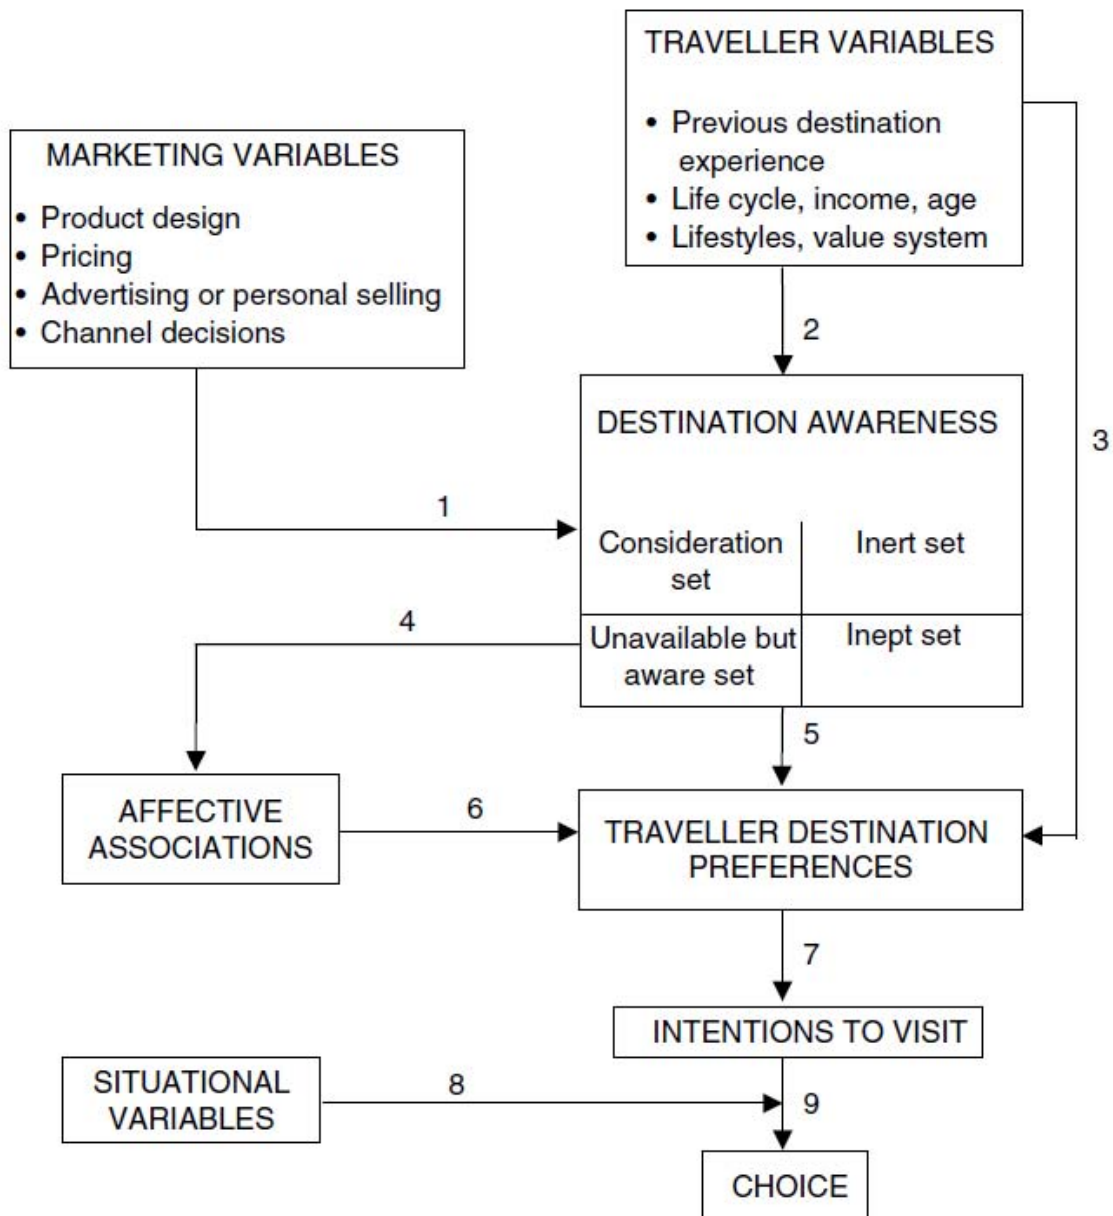 TRAVELLER VARIABLES
• Previous destination
experience
• Life cycle, income, age
• Lifestyles, value system
MARKETING VARIABLES
• Product design
• Pricing
• Advertising or personal selling
• Channel decisions
2
3
DESTINATION AWARENESS
1
Consideration
set
Inert set
4
Unavailable but
aware set
Inept set
5
AFFECTIVE
ASSOCIATIONS
6
TRAVELLER DESTINATION
PREFERENCES
7
INTENTIONS TO VISIT
SITUATIONAL
VARIABLES
8
9
CHOICE